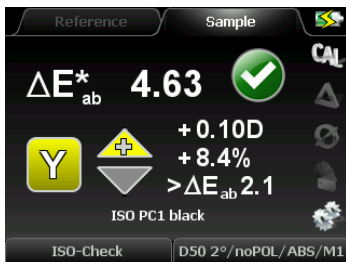 Reference Sample
CAL
ΔE*ab 4.63
+0.10D
Y +8.4%
>ΔEab 2.1
ISO PC1 black
ISO-Check D50 2°/noPOL/ABS/M1